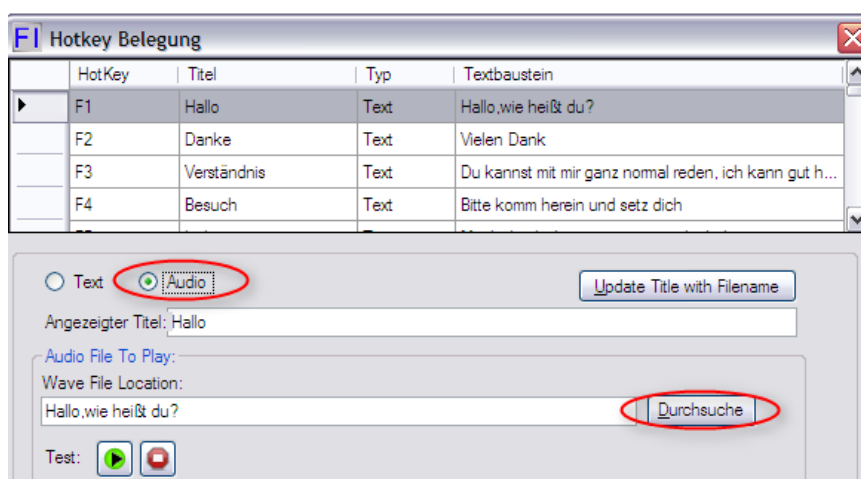 FI Hotkey Belegung
HotKey Titel Typ Textbaustein
F1 Hallo Text Hallo,wie heißt du?
F2 Danke Text Vielen Dank
F3 Verständnis Text Du kannst mit mir ganz normal reden, ich kann gut h...
F4 Besuch Text Bitte komm herein und setz dich
Text Audio Update Title with Filename
Angezeigter Titel: Hallo
Audio File To Play:
Wave File Location:
Hallo,wie heißt du? Durchsuche
Test: